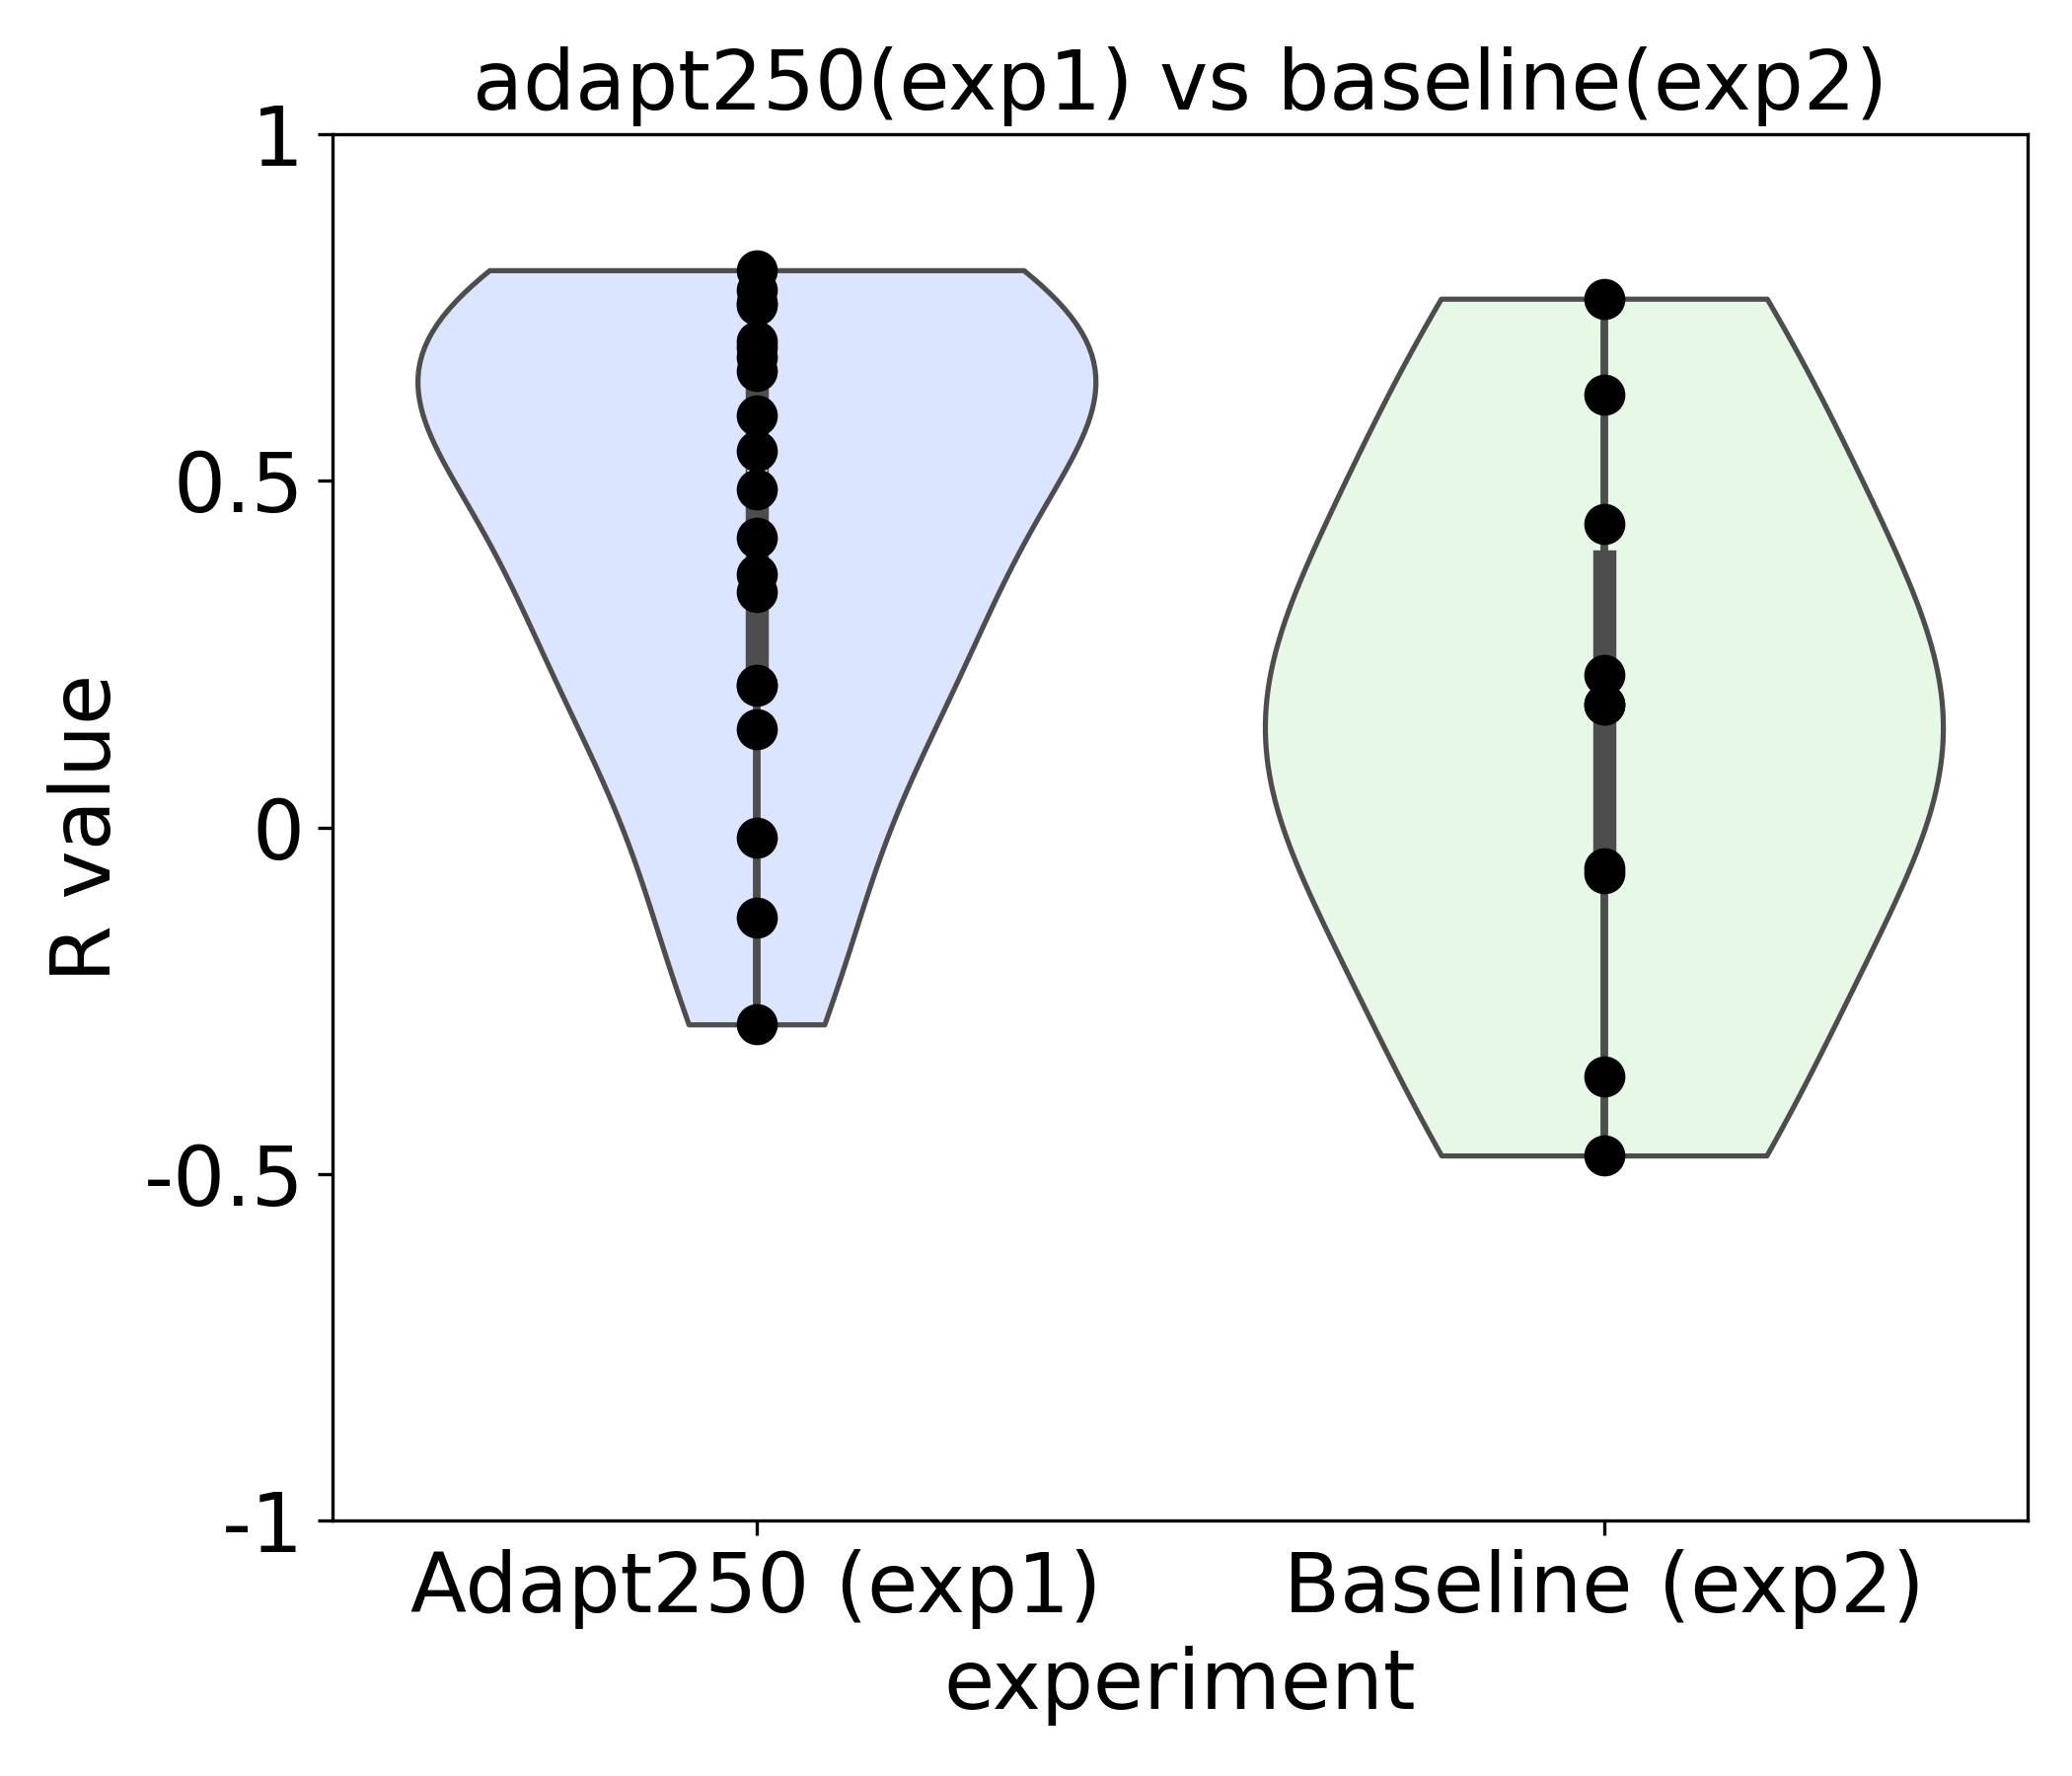 adapt250(exp1) vs baseline(exp2)
1
0.5
0
-0.5
-1
R value
Adapt250 (exp1)
Baseline (exp2)
experiment